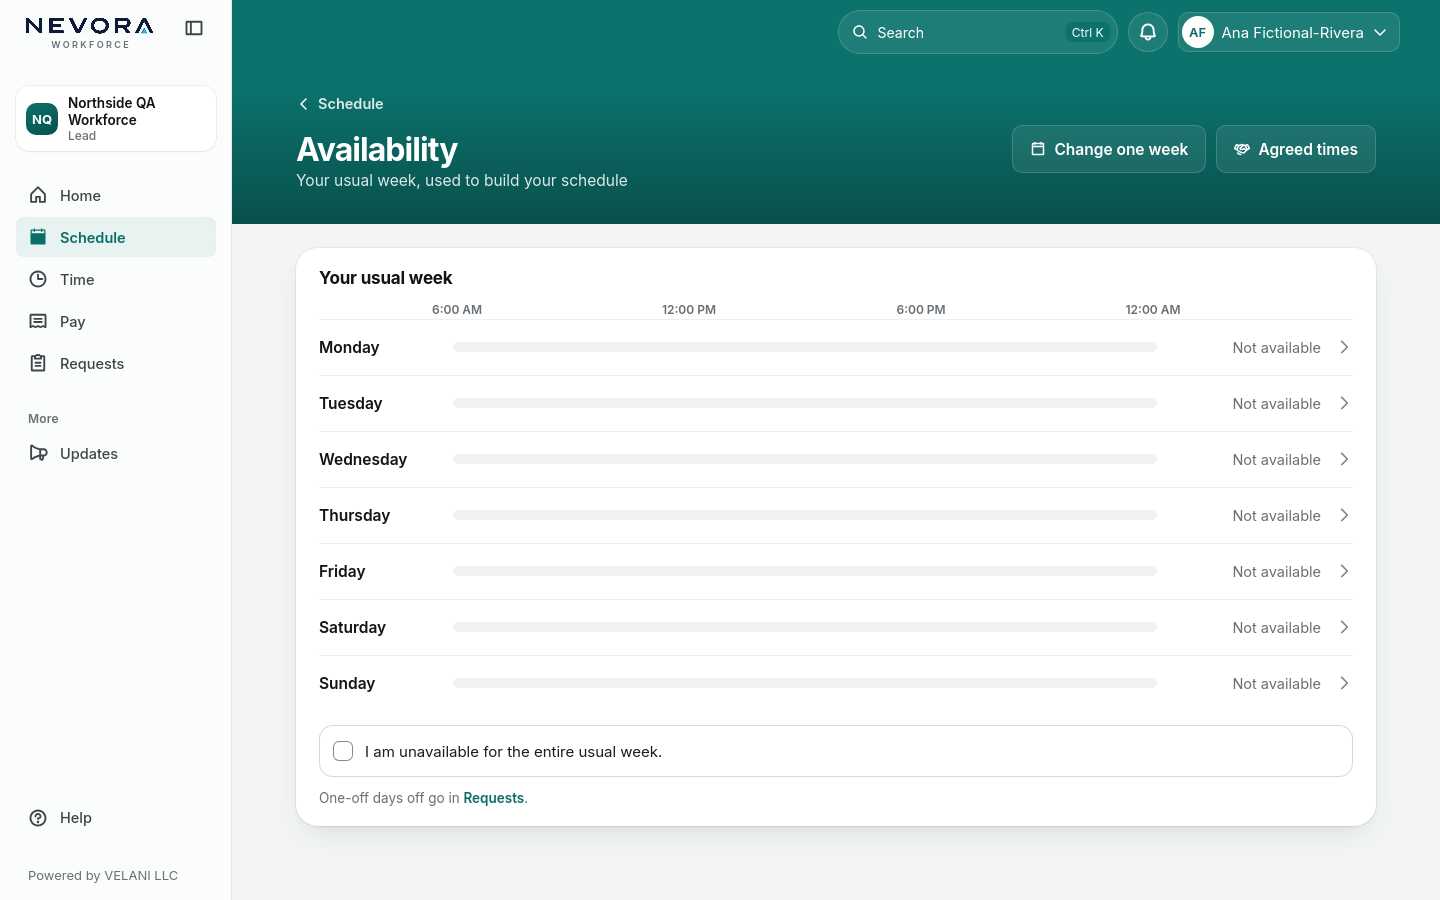 NEVORA
WORKFORCE
Search
Ctrl K
AF
Ana Fictional-Rivera
NQ
Northside QA
Workforce
Lead
Home
Schedule
Time
Pay
Requests
More
Updates
Help
Powered by VELANI LLC
Schedule
Availability
Your usual week, used to build your schedule
Change one week
Agreed times
Your usual week
6:00 AM 12:00 PM 6:00 PM 12:00 AM
Monday Not available
Tuesday Not available
Wednesday Not available
Thursday Not available
Friday Not available
Saturday Not available
Sunday Not available
I am unavailable for the entire usual week.
One-off days off go in Requests.